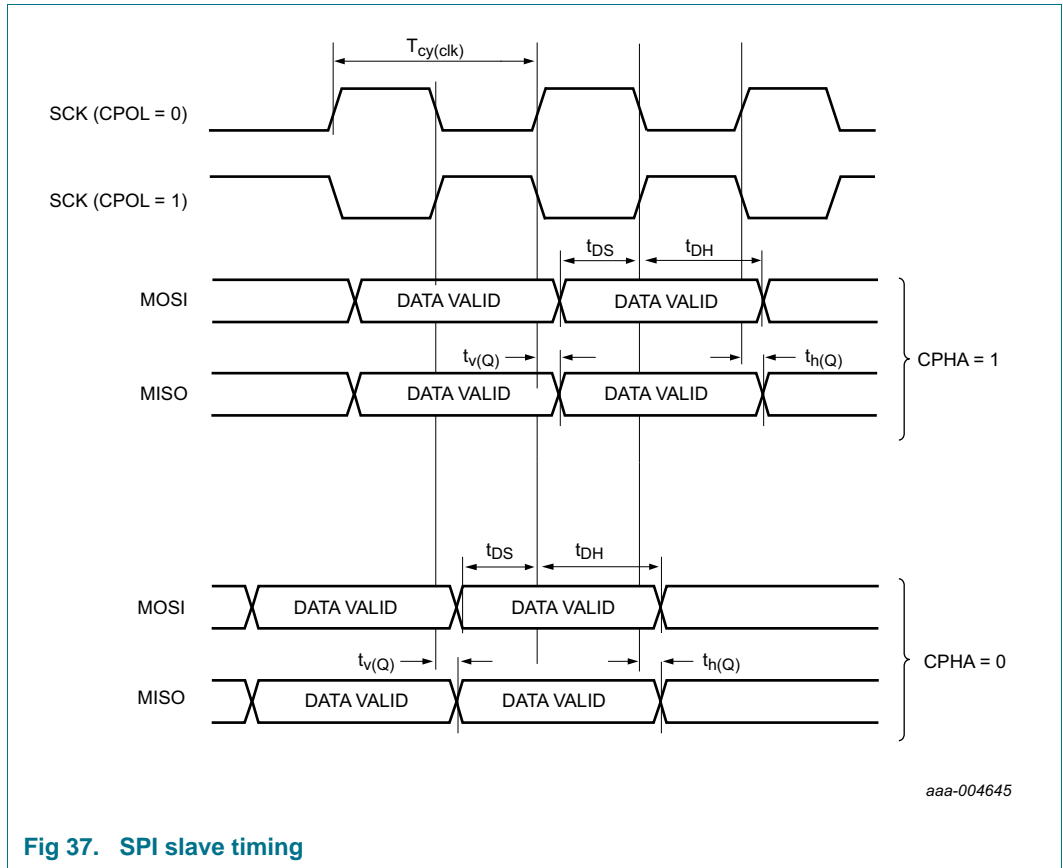 Tcy(clk)
SCK (CPOL = 0)
SCK (CPOL = 1)
tDS tDH
MOSI DATA VALID DATA VALID
tv(Q) th(Q)
MISO DATA VALID DATA VALID
CPHA = 1
tDS tDH
MOSI DATA VALID DATA VALID
tv(Q) th(Q)
MISO DATA VALID DATA VALID
CPHA = 0
aaa-004645
Fig 37. SPI slave timing